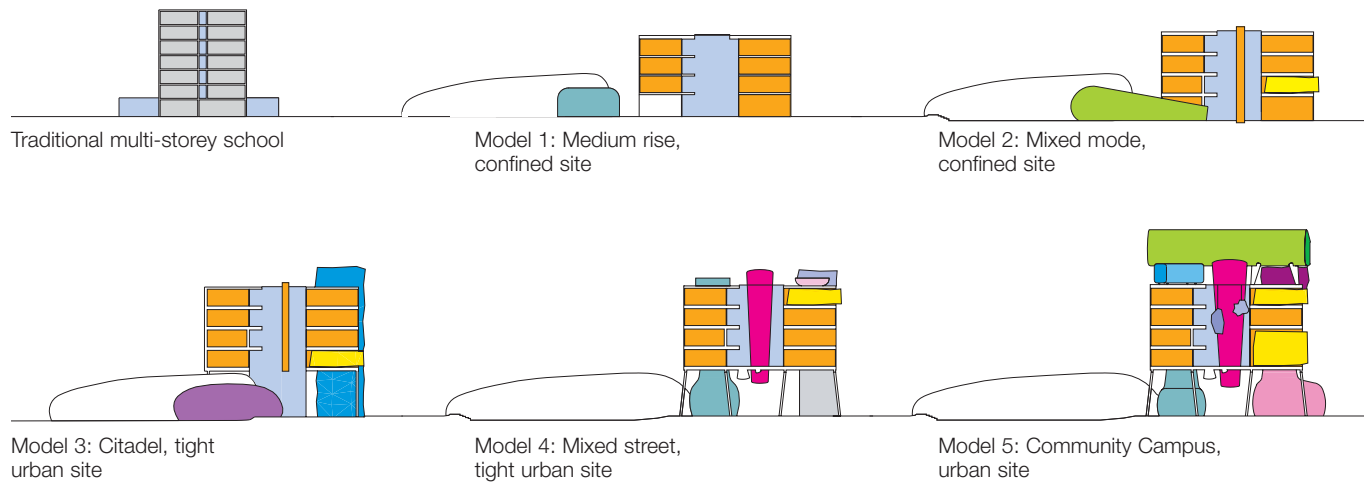 Traditional multi-storey school
Model 1: Medium rise,
confined site
Model 2: Mixed mode,
confined site
Model 3: Citadel, tight
urban site
Model 4: Mixed street,
tight urban site
Model 5: Community Campus,
urban site